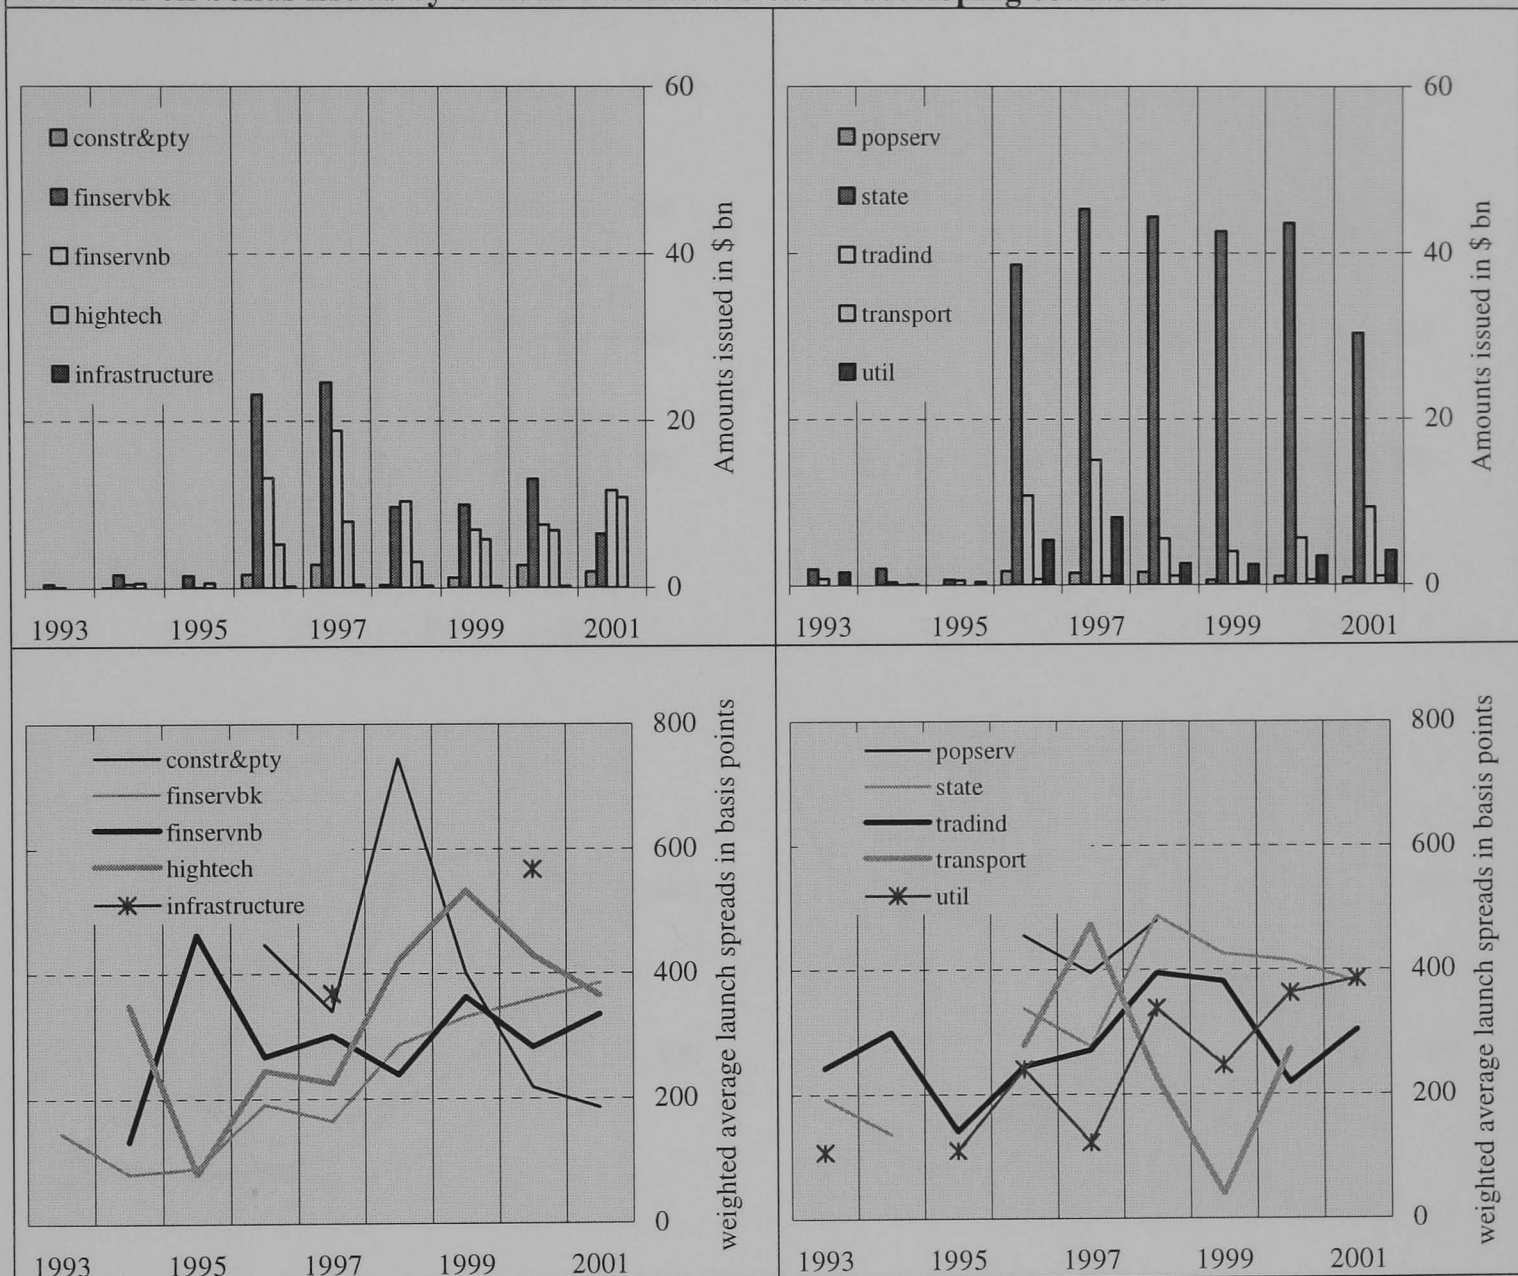 constr&pty
finservbk
finservnb
hightech
infrastructure
60
40
20
0
Amounts issued in $ bn
1993 1995 1997 1999 2001
popserv
state
tradind
transport
util
60
40
20
0
Amounts issued in $ bn
1993 1995 1997 1999 2001
constr&pty
finservbk
finservnb
hightech
infrastructure
800
600
400
200
0
weighted average launch spreads in basis points
1993 1995 1997 1999 2001
popserv
state
tradind
transport
util
800
600
400
200
0
weighted average launch spreads in basis points
1993 1995 1997 1999 2001